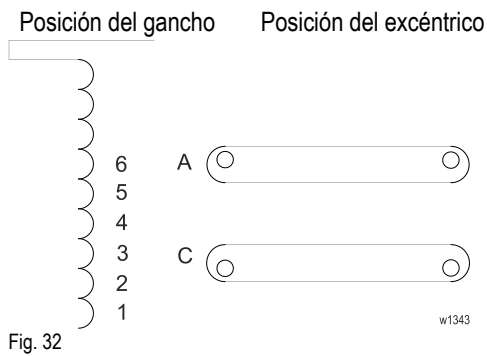 Posición del gancho Posición del excéntrico
6 A
5
4
3 C
2
1
w1343
Fig. 32